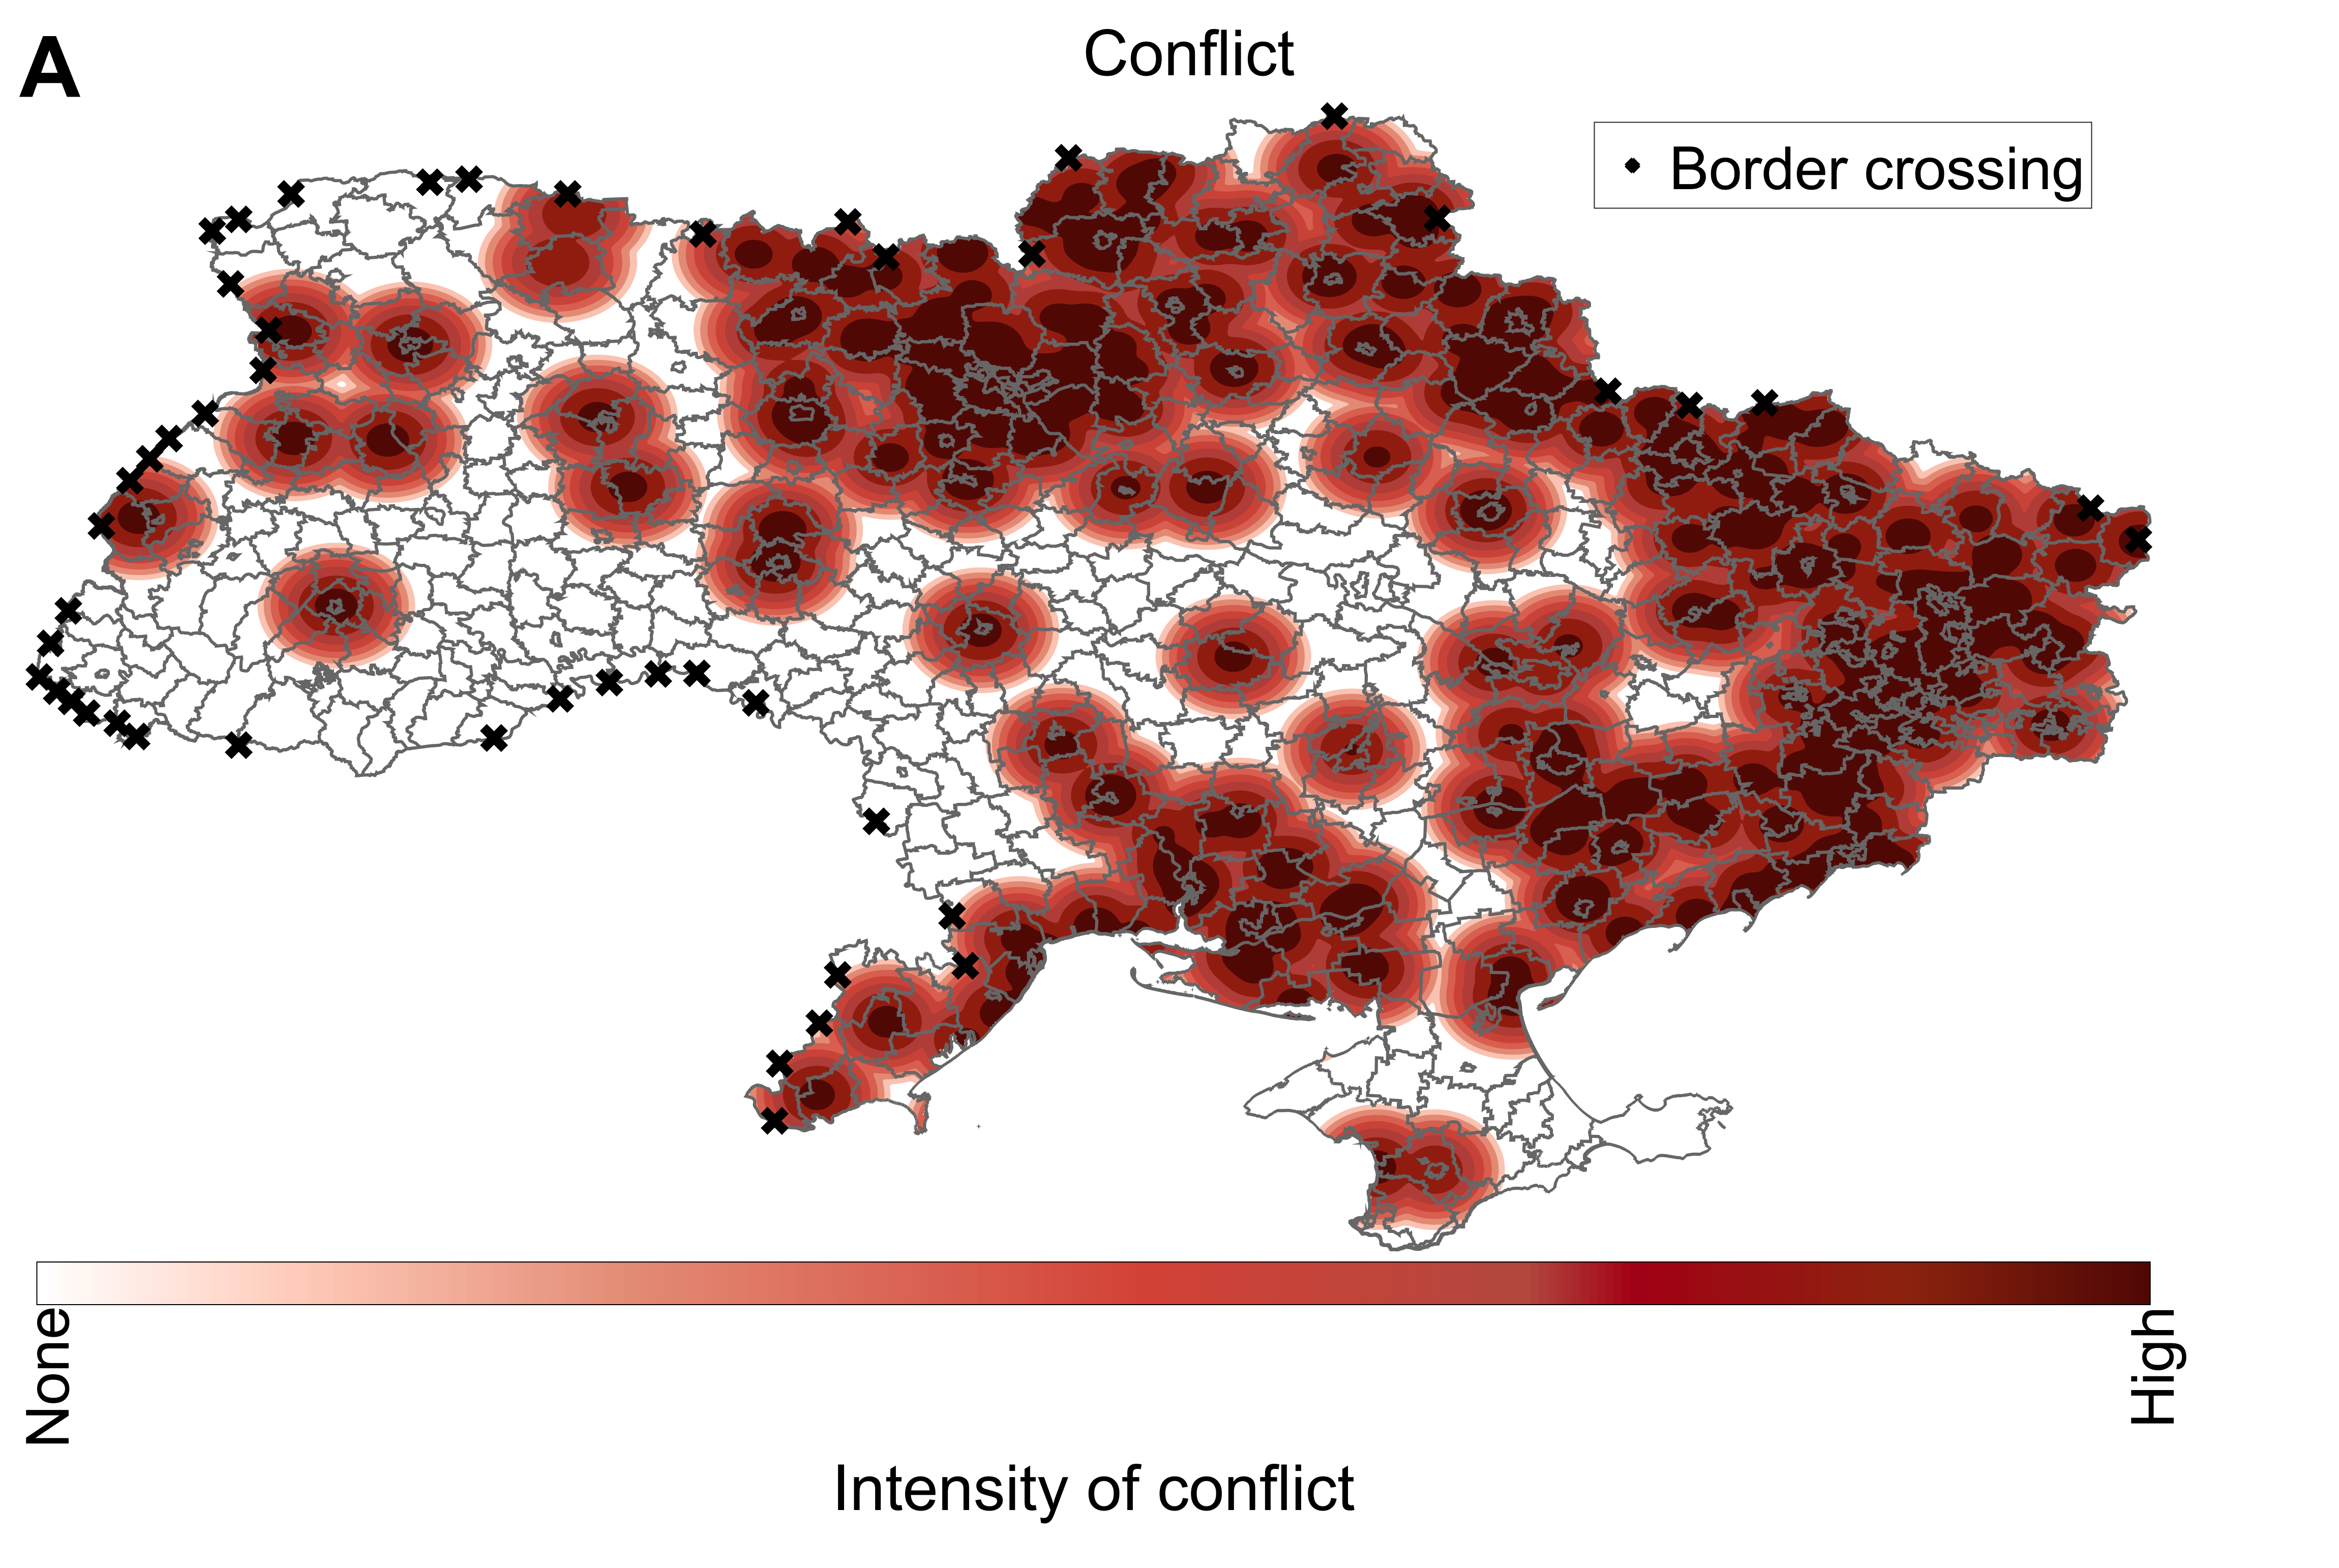 A
Conflict
Border crossing
None
High
Intensity of conflict